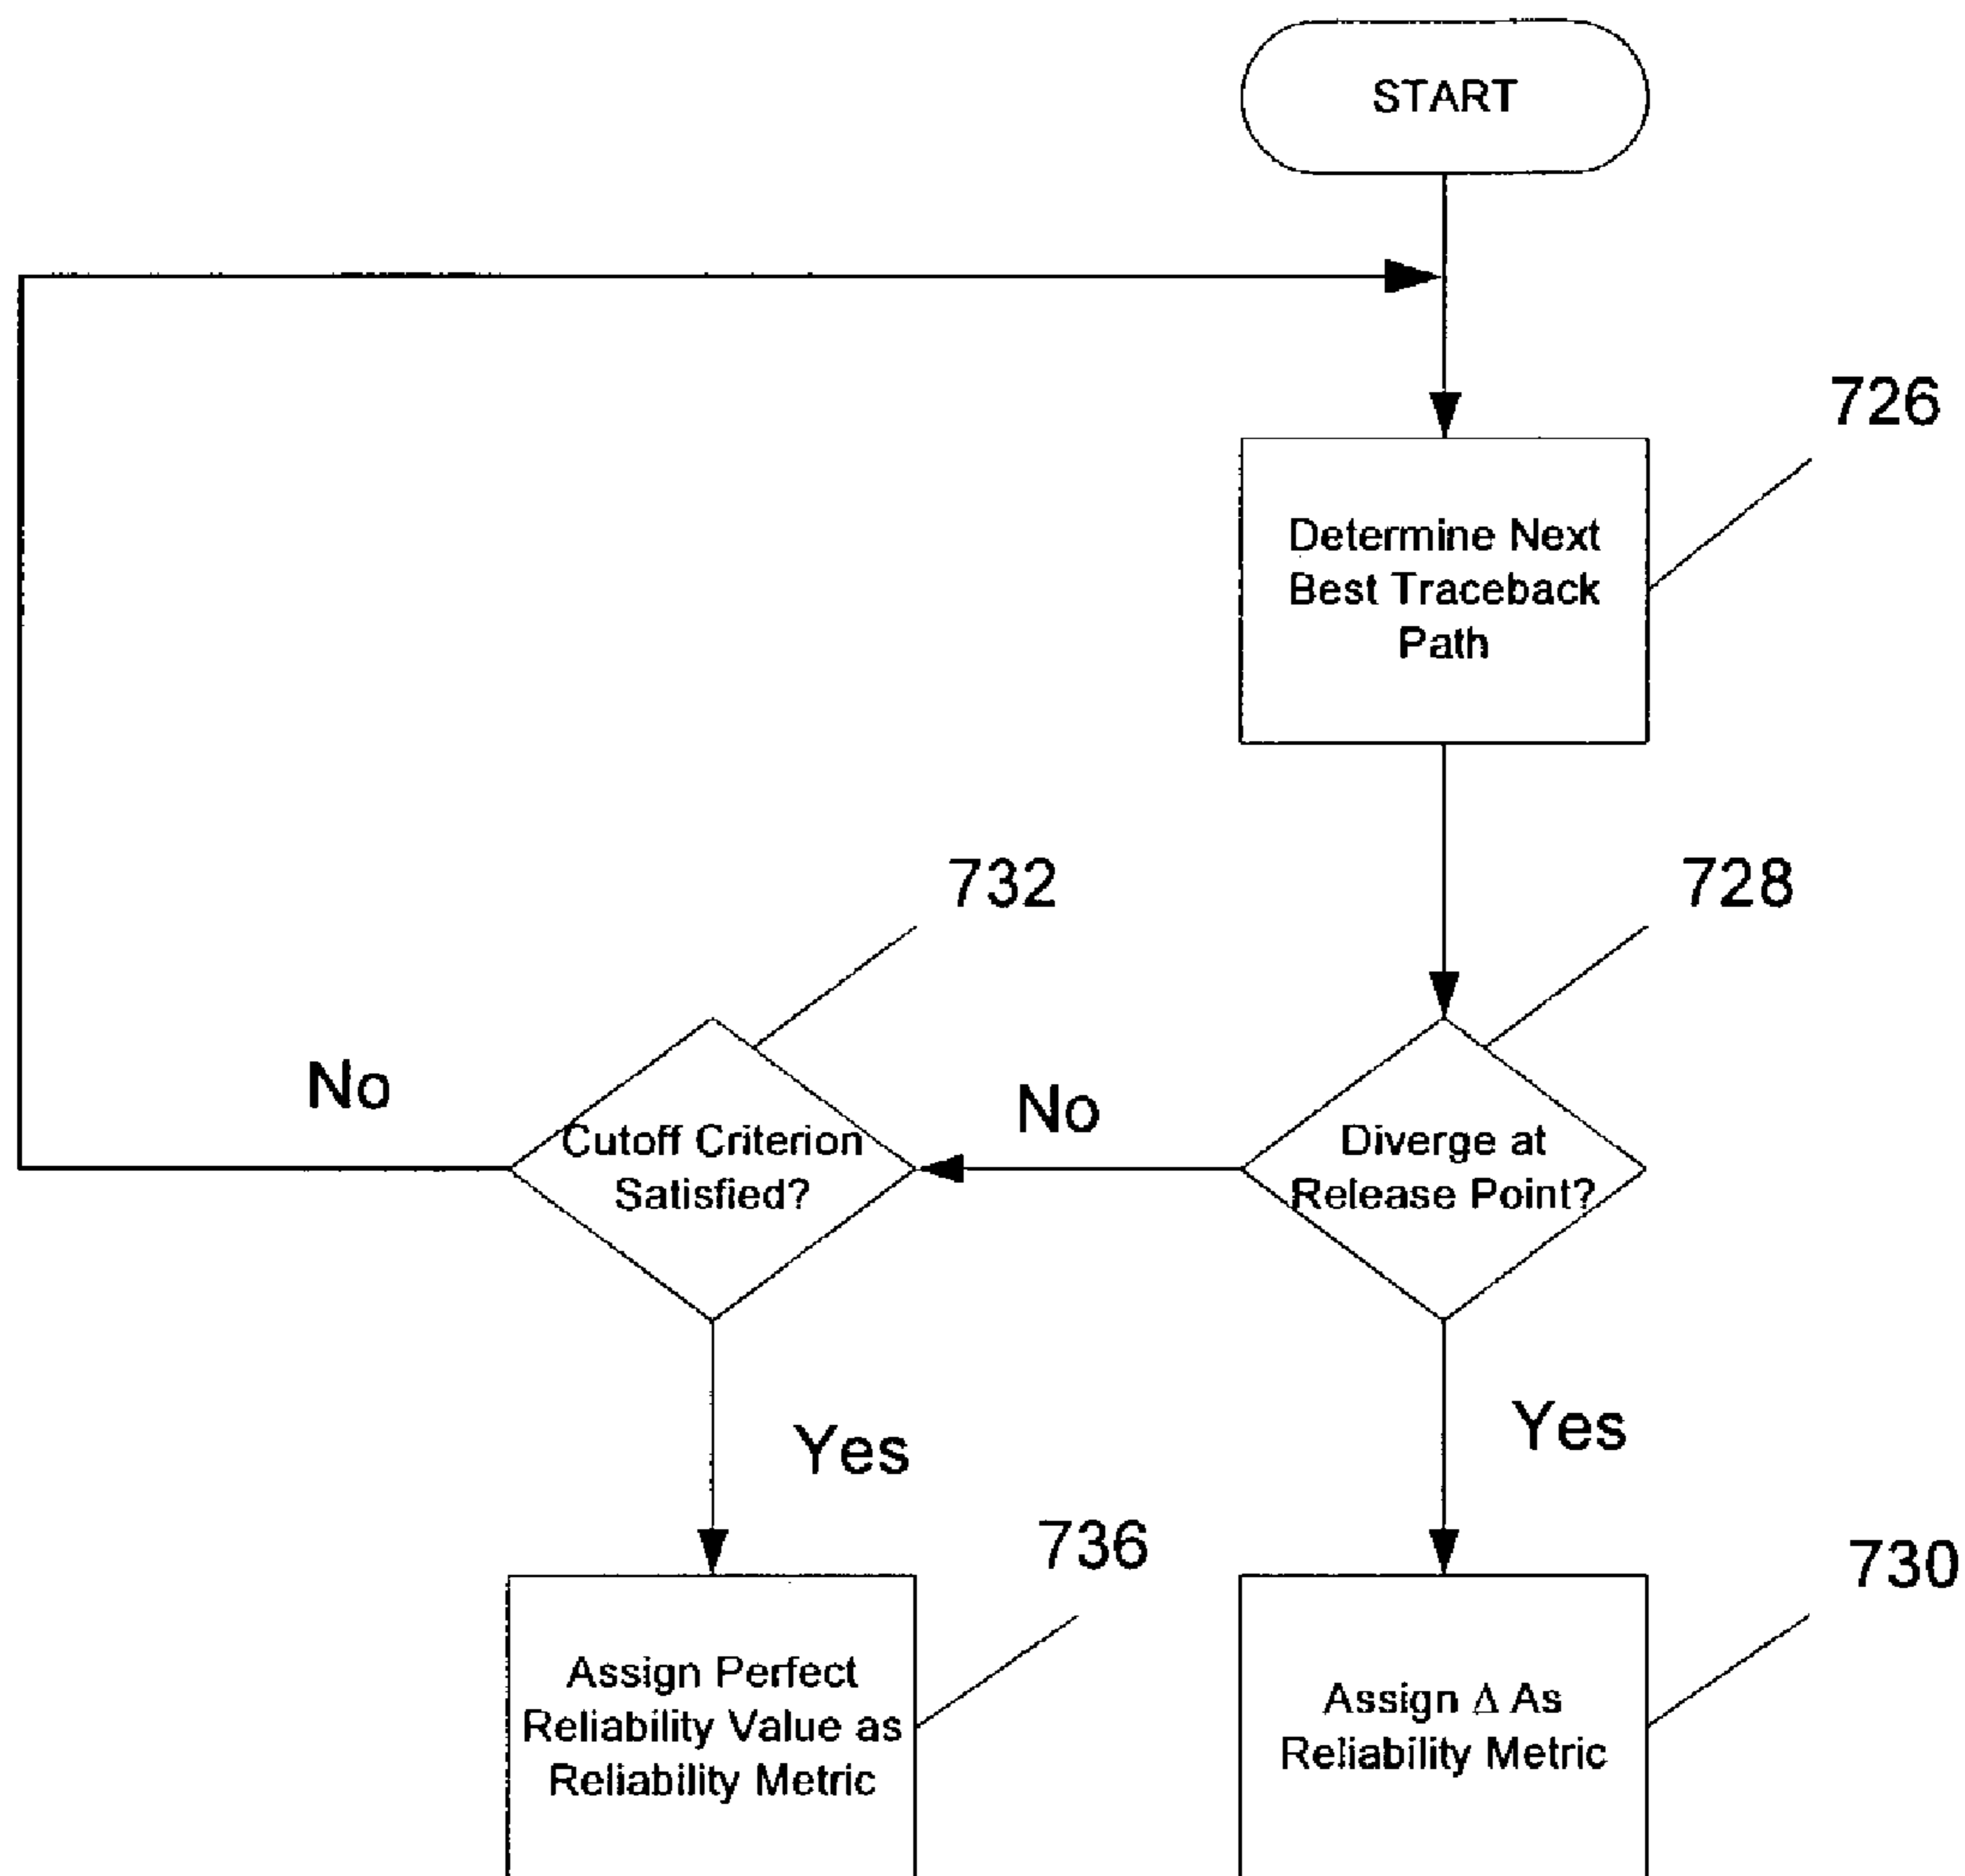 START
726
Determine Next
Best Traceback
Path
732
728
No
No
Cutoff Criterion
Satisfied?
Diverge at
Release Point?
Yes
Yes
736
730
Assign Perfect
Reliability Value as
Reliability Metric
Assign Δ As
Reliability Metric